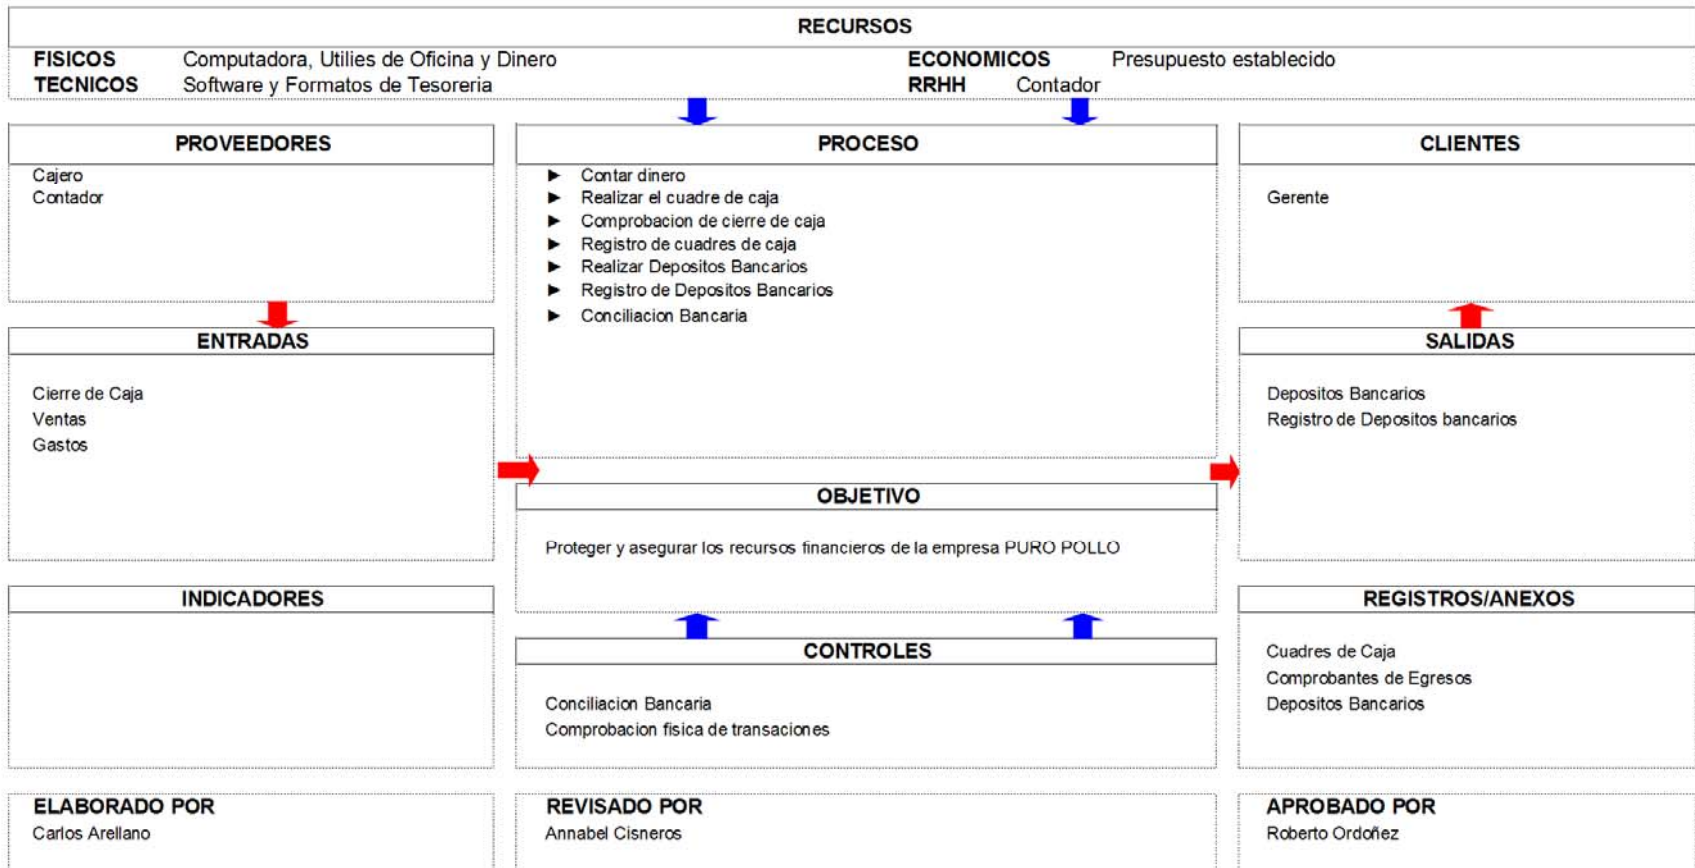 RECURSOS
FISICOS Computadora, Utilies de Oficina y Dinero
ECONOMICOS Presupuesto establecido
TECNICOS Software y Formatos de Tesoreria
RRHH Contador
PROVEEDORES
Cajero
Contador
PROCESO
► Contar dinero
► Realizar el cuadre de caja
► Comprobacion de cierre de caja
► Registro de cuadres de caja
► Realizar Depositos Bancarios
► Registro de Depositos Bancarios
► Conciliacion Bancaria
CLIENTES
Gerente
ENTRADAS
Cierre de Caja
Ventas
Gastos
SALIDAS
Depositos Bancarios
Registro de Depositos bancarios
OBJETIVO
Proteger y asegurar los recursos financieros de la empresa PURO POLLO
INDICADORES
CONTROLES
Conciliacion Bancaria
Comprobacion fisica de transaciones
REGISTROS/ANEXOS
Cuadres de Caja
Comprobantes de Egresos
Depositos Bancarios
ELABORADO POR
Carlos Arellano
REVISADO POR
Annabel Cisneros
APROBADO POR
Roberto Ordoñez